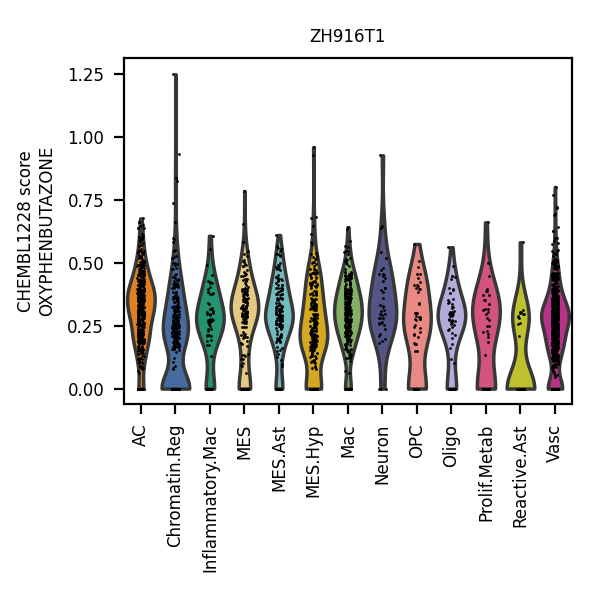 ZH916T1
CHEMBL1228 score
OXYPHENBUTAZONE
1.25
1.00
0.75
0.50
0.25
0.00
AC
Chromatin.Reg
Inflammatory.Mac
MES
MES.Ast
MES.Hyp
Mac
Neuron
OPC
Oligo
Prolif.Metab
Reactive.Ast
Vasc